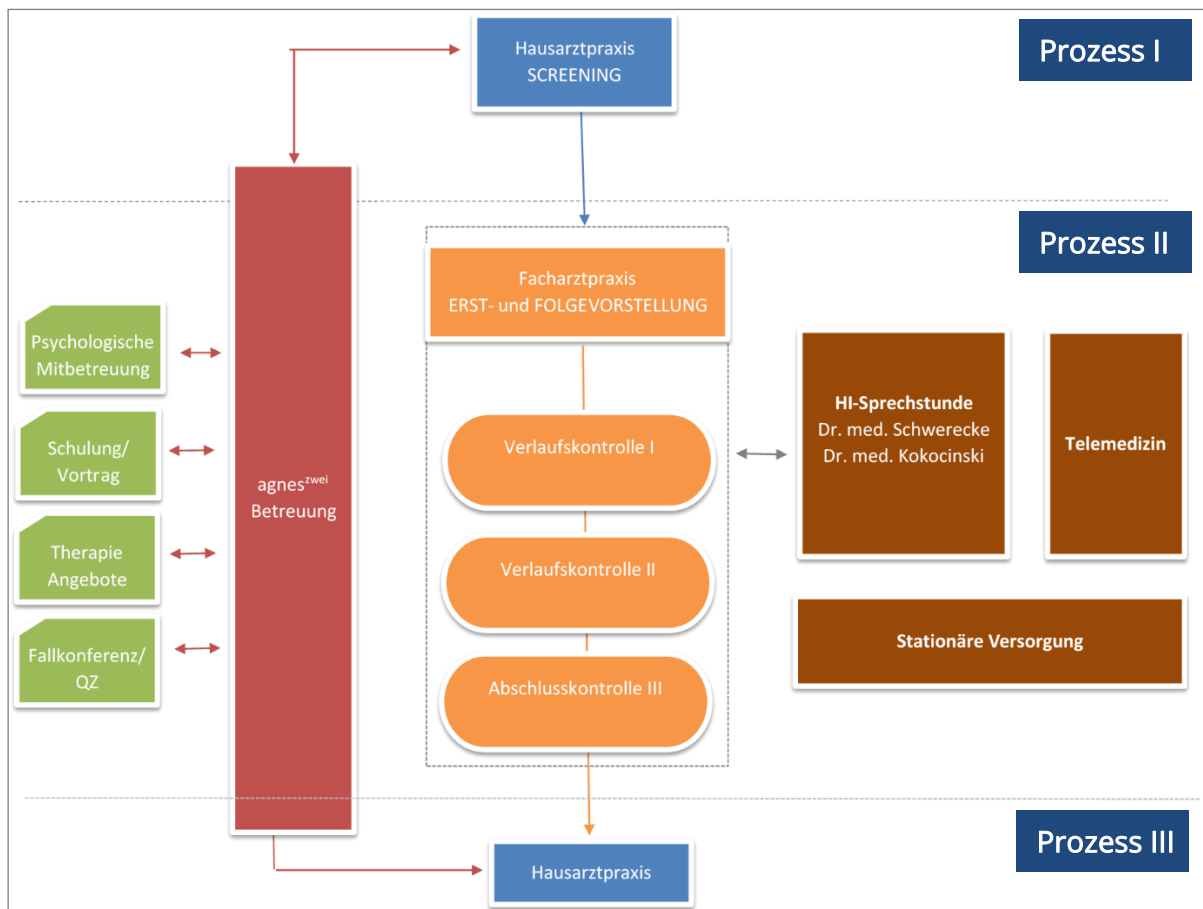 Hausarztpraxis
SCREENING
Prozess I
Prozess II
Facharztpraxis
ERST- und FOLGEVORSTELLUNG
Psychologische
Mitbetreuung
Schulung/
Vortrag
Therapie
Angebote
Fallkonferenz/
QZ
agneszwei
Betreuung
Verlaufskontrolle I
Verlaufskontrolle II
Abschlusskontrolle III
HI-Sprechstunde
Dr. med. Schwerecke
Dr. med. Kokocinski
Telemedizin
Stationäre Versorgung
Prozess III
Hausarztpraxis